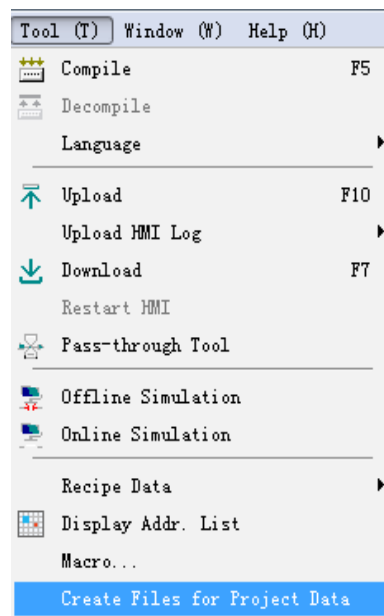 Tool (T) Window (W) Help (H)
Compile F5
Decompile
Language
Upload F10
Upload HMI Log
Download F7
Restart HMI
Pass-through Tool
Offline Simulation
Online Simulation
Recipe Data
Display Addr. List
Macro...
Create Files for Project Data